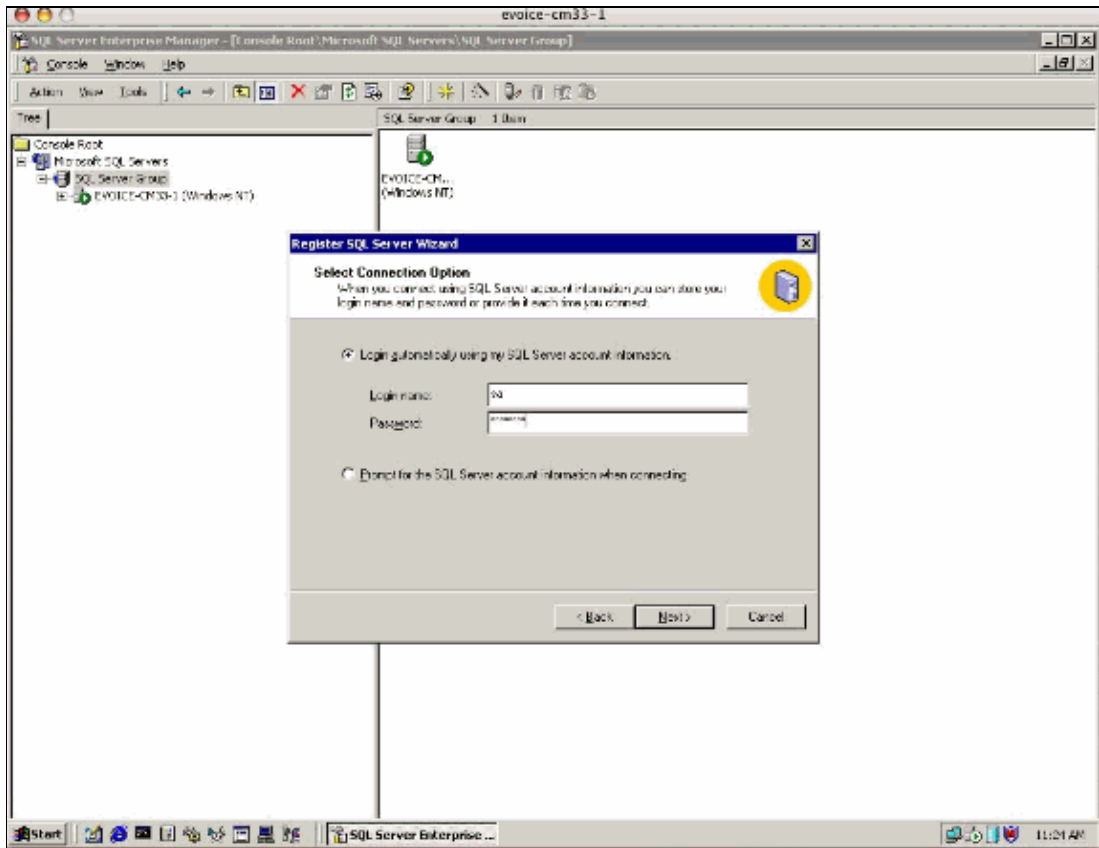 evoice-cm33-1
SQL Server Enterprise Manager - [Console Root\Microsoft SQL Servers\SQL Server Group]
Console Window Help
Action View Tools
Tree
SQL Server Group 1 Item
Console Root
Microsoft SQL Servers
SQL Server Group
EVOICE-CM33-1 (Windows NT)
EVOICE-CM...
(Windows NT)
Register SQL Server Wizard
Select Connection Option
When you connect using SQL Server account information you can store your
login name and password or provide it each time you connect.
Login automatically using my SQL Server account information.
Login name:
sa
Password:
********
Prompt for the SQL Server account information when connecting
< Back
Next >
Cancel
Start
SQL Server Enterprise ...
11:24 AM